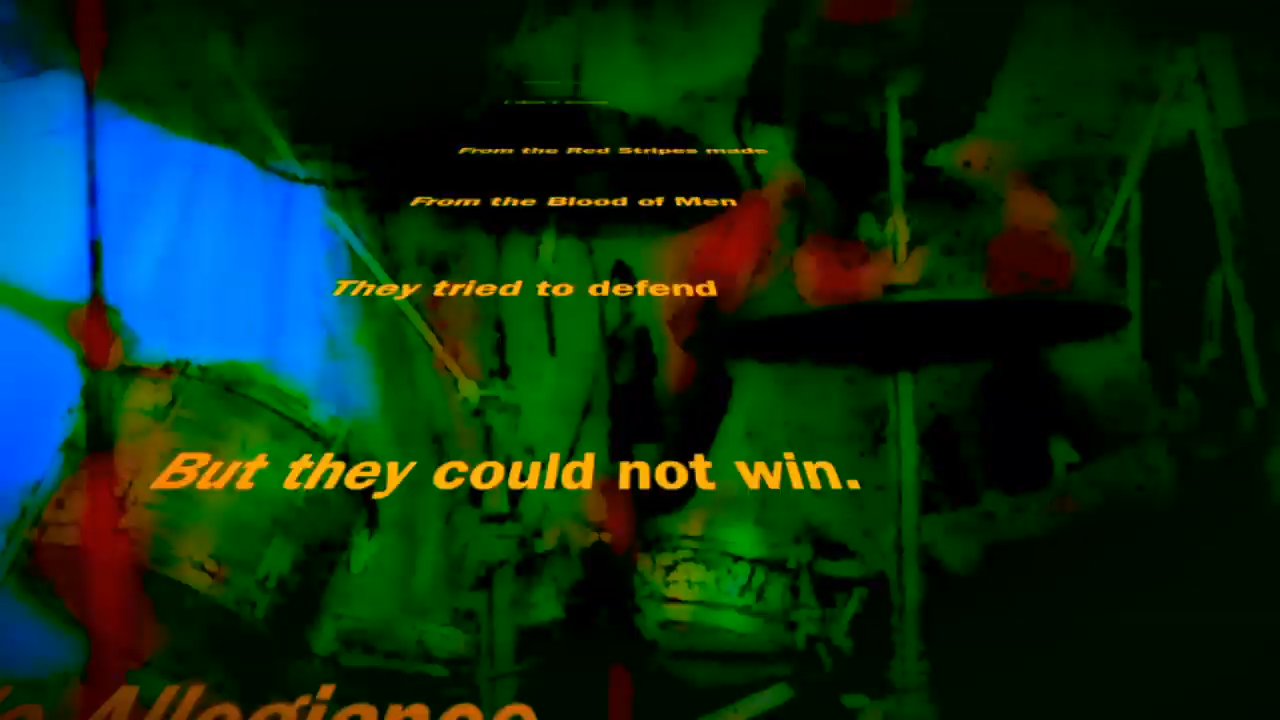 From the Red Stripes made
From the Blood of Men
They tried to defend
But they could not win.
Allegiance